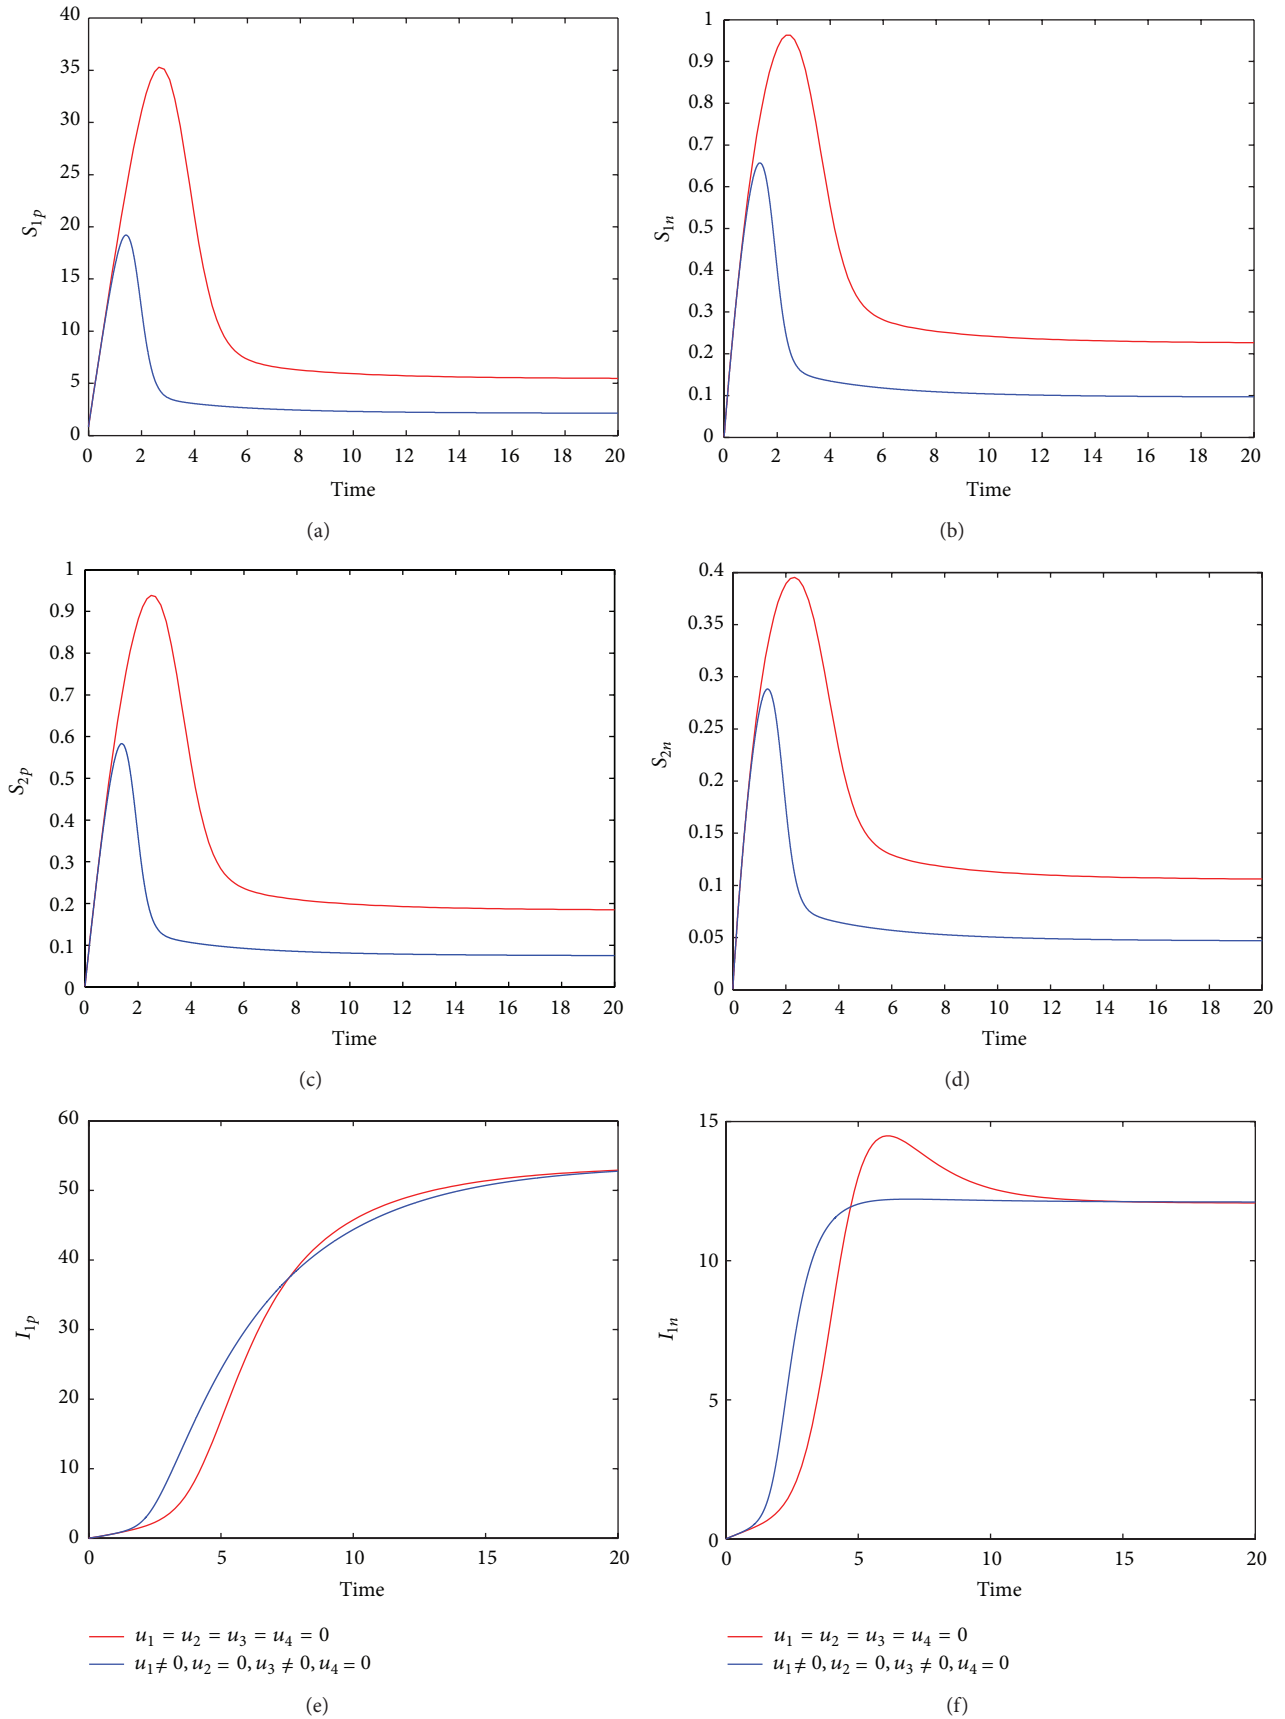 40
35
30
25
20
15
10
5
0
S1p
0 2 4 6 8 10 12 14 16 18 20
Time
(a)
1
0.9
0.8
0.7
0.6
0.5
0.4
0.3
0.2
0.1
0
S1n
0 2 4 6 8 10 12 14 16 18 20
Time
(b)
1
0.9
0.8
0.7
0.6
0.5
0.4
0.3
0.2
0.1
0
S2p
0 2 4 6 8 10 12 14 16 18 20
Time
(c)
0.4
0.35
0.3
0.25
0.2
0.15
0.1
0.05
0
S2n
0 2 4 6 8 10 12 14 16 18 20
Time
(d)
60
50
40
30
20
10
0
I1p
0 5 10 15 20
Time
u1 = u2 = u3 = u4 = 0
u1 ≠ 0, u2 = 0, u3 ≠ 0, u4 = 0
(e)
15
10
5
0
I1n
0 5 10 15 20
Time
u1 = u2 = u3 = u4 = 0
u1 ≠ 0, u2 = 0, u3 ≠ 0, u4 = 0
(f)